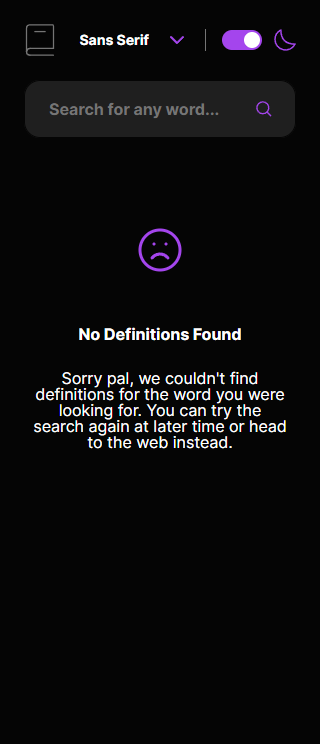 Sans Serif
Search for any word...
No Definitions Found
Sorry pal, we couldn't find
definitions for the word you were
looking for. You can try the
search again at later time or head
to the web instead.